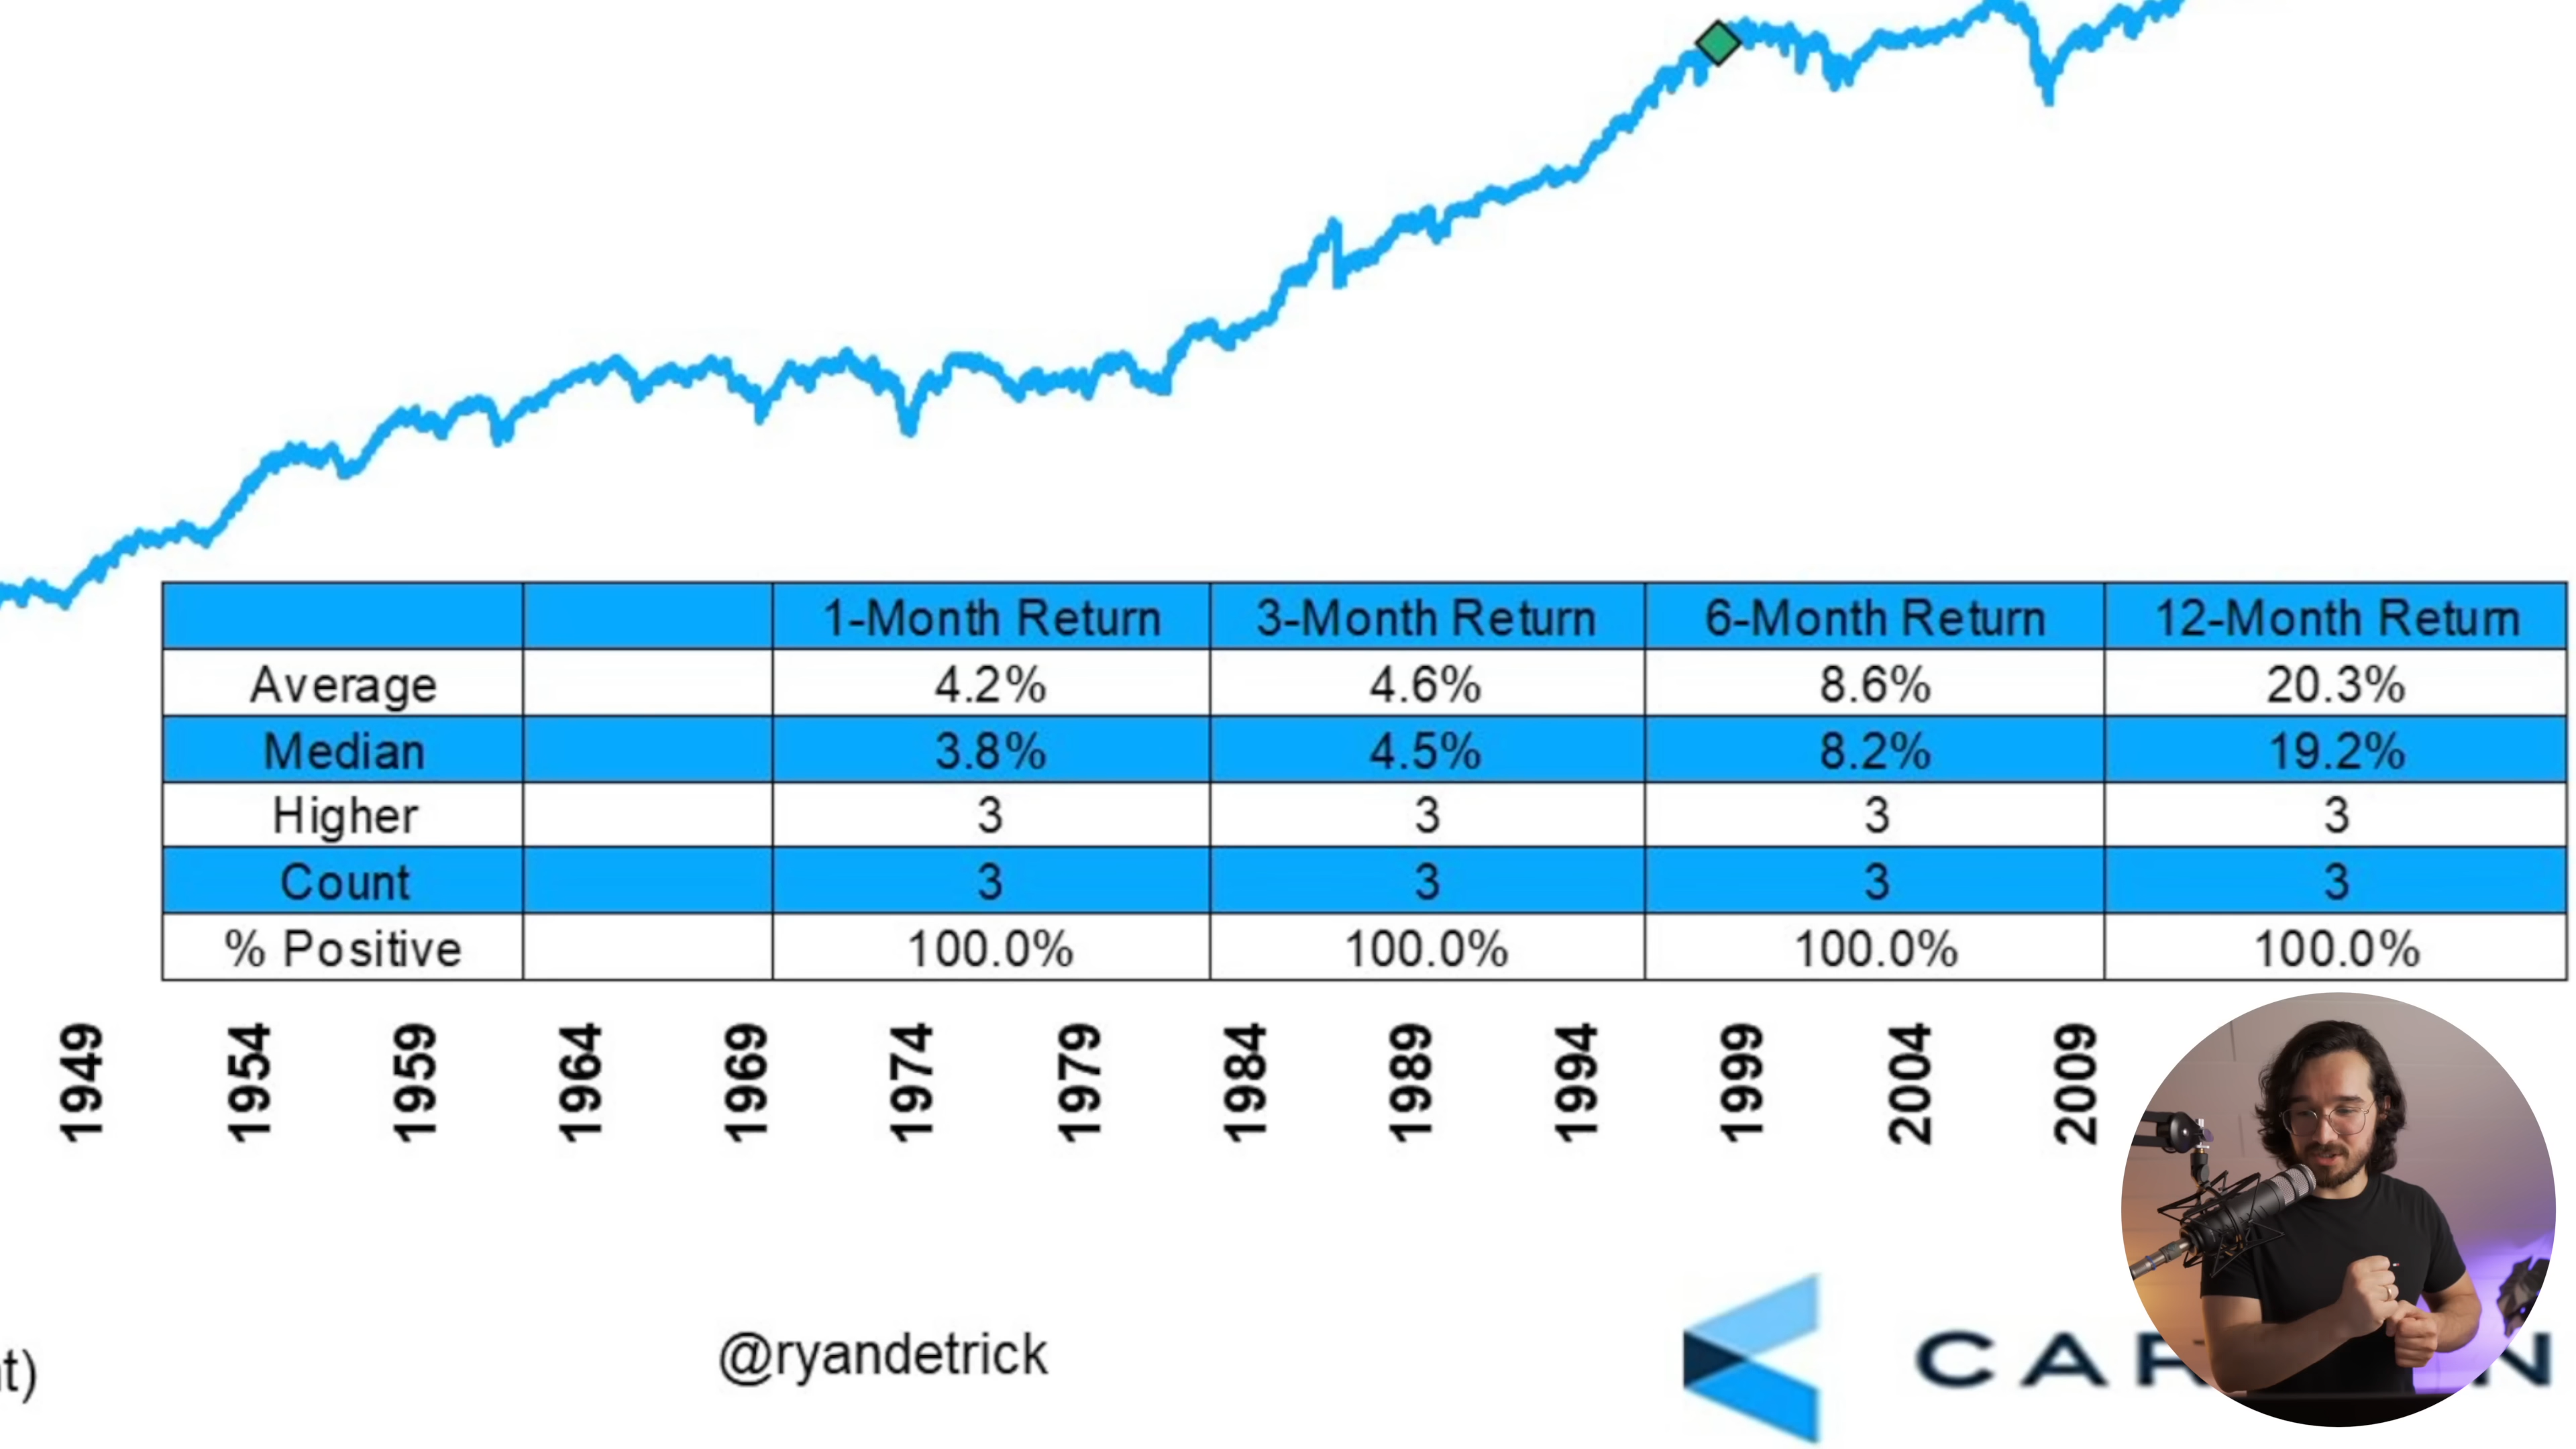 1-Month Return 3-Month Return 6-Month Return 12-Month Return
Average 4.2% 4.6% 8.6% 20.3%
Median 3.8% 4.5% 8.2% 19.2%
Higher 3 3 3 3
Count 3 3 3 3
% Positive 100.0% 100.0% 100.0% 100.0%
1949 1954 1959 1964 1969 1974 1979 1984 1989 1994 1999 2004 2009
t)
@ryandetrick